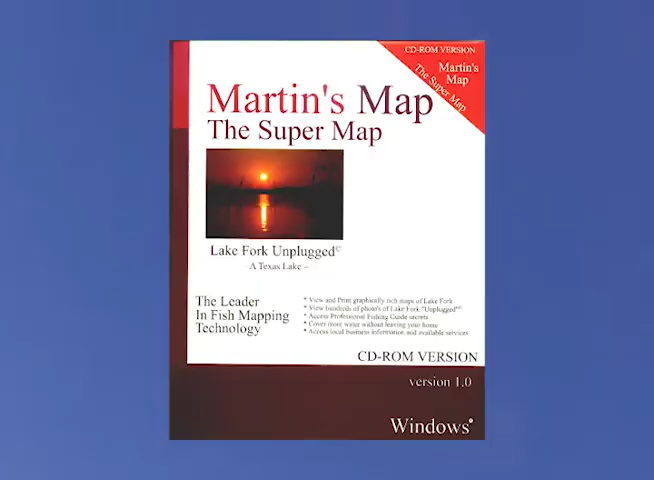 CD-ROM VERSION
Martin's
Map
The Super Map
Martin's Map
The Super Map
Lake Fork Unplugged©
A Texas Lake –
The Leader
In Fish Mapping
Technology
* View and Print graphically rich maps of Lake Fork
* View hundreds of photo's of Lake Fork "Unplugged"©
* Access Professional Fishing Guide secrets
* Cover more water without leaving your home
* Access local business information and available services
CD-ROM VERSION
version 1.0
Windows®